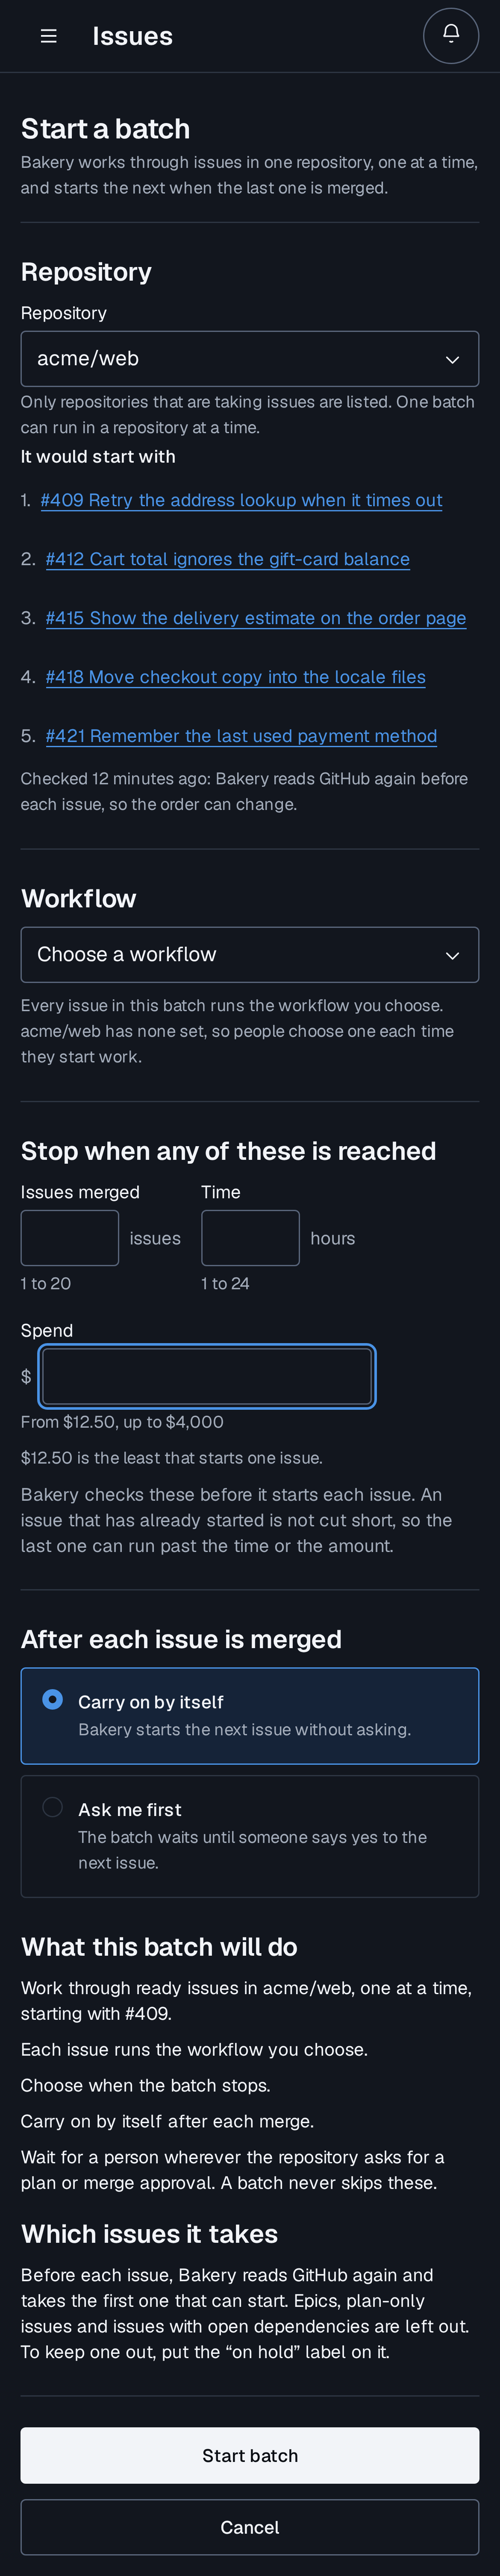 Issues
Start a batch
Bakery works through issues in one repository, one at a time,
and starts the next when the last one is merged.
Repository
Repository
acme/web
Only repositories that are taking issues are listed. One batch
can run in a repository at a time.
It would start with
1. #409 Retry the address lookup when it times out
2. #412 Cart total ignores the gift-card balance
3. #415 Show the delivery estimate on the order page
4. #418 Move checkout copy into the locale files
5. #421 Remember the last used payment method
Checked 12 minutes ago: Bakery reads GitHub again before
each issue, so the order can change.
Workflow
Choose a workflow
Every issue in this batch runs the workflow you choose.
acme/web has none set, so people choose one each time
they start work.
Stop when any of these is reached
Issues merged Time
issues hours
1 to 20 1 to 24
Spend
$
From $12.50, up to $4,000
$12.50 is the least that starts one issue.
Bakery checks these before it starts each issue. An
issue that has already started is not cut short, so the
last one can run past the time or the amount.
After each issue is merged
Carry on by itself
Bakery starts the next issue without asking.
Ask me first
The batch waits until someone says yes to the
next issue.
What this batch will do
Work through ready issues in acme/web, one at a time,
starting with #409.
Each issue runs the workflow you choose.
Choose when the batch stops.
Carry on by itself after each merge.
Wait for a person wherever the repository asks for a
plan or merge approval. A batch never skips these.
Which issues it takes
Before each issue, Bakery reads GitHub again and
takes the first one that can start. Epics, plan-only
issues and issues with open dependencies are left out.
To keep one out, put the “on hold” label on it.
Start batch
Cancel